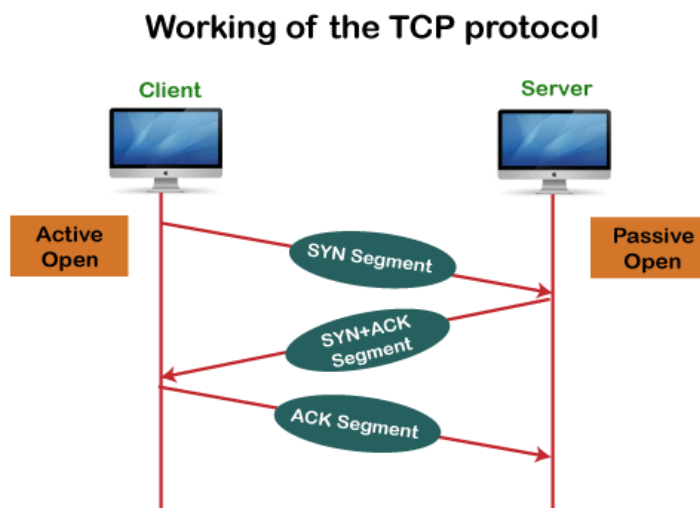 Working of the TCP protocol
Client
Server
Active
Open
Passive
Open
SYN Segment
SYN+ACK
Segment
ACK Segment